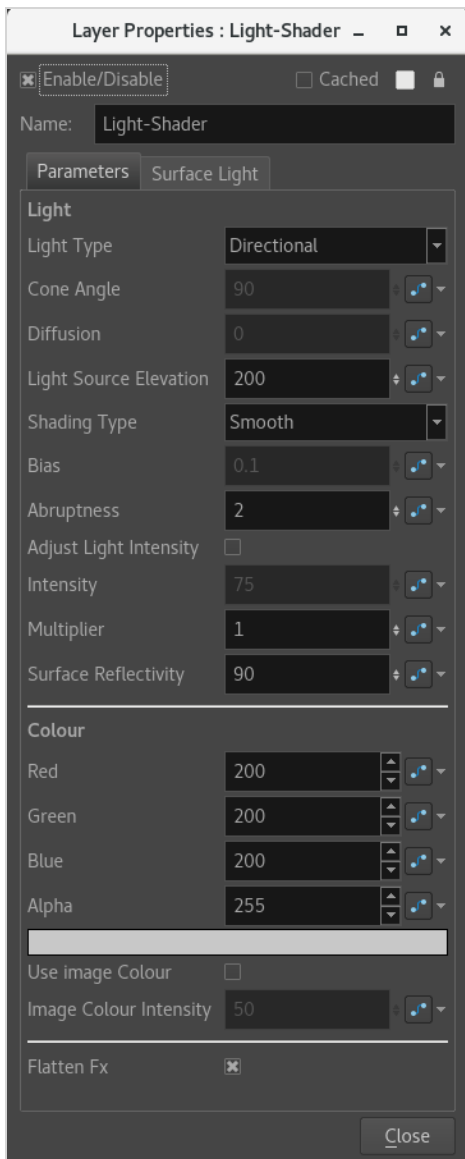 Layer Properties : Light-Shader
Enable/Disable Cached
Name: Light-Shader
Parameters Surface Light
Light
Light Type Directional
Cone Angle 90
Diffusion 0
Light Source Elevation 200
Shading Type Smooth
Bias 0.1
Abruptness 2
Adjust Light Intensity
Intensity 75
Multiplier 1
Surface Reflectivity 90
Colour
Red 200
Green 200
Blue 200
Alpha 255
Use image Colour
Image Colour Intensity 50
Flatten Fx
Close